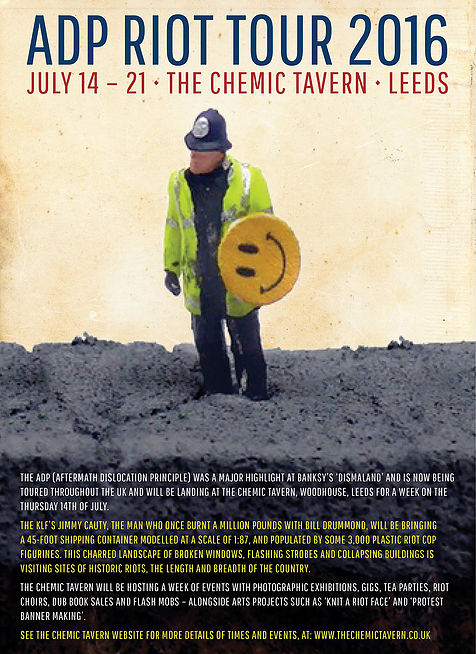 ADP RIOT TOUR 2016
JULY 14 – 21 • THE CHEMIC TAVERN • LEEDS
THE ADP (AFTERMATH DISLOCATION PRINCIPLE) WAS A MAJOR HIGHLIGHT AT BANKSY'S 'DISMALAND' AND IS NOW BEING
TOURED THROUGHOUT THE UK AND WILL BE LANDING AT THE CHEMIC TAVERN, WOODHOUSE, LEEDS FOR A WEEK ON THE
THURSDAY 14TH OF JULY.
THE KLF'S JIMMY CAUTY, THE MAN WHO ONCE BURNT A MILLION POUNDS WITH BILL DRUMMOND, WILL BE BRINGING
A 45-FOOT SHIPPING CONTAINER MODELLED AT A SCALE OF 1:87, AND POPULATED BY SOME 3,000 PLASTIC RIOT COP
FIGURINES. THIS CHARRED LANDSCAPE OF BROKEN WINDOWS, FLASHING STROBES AND COLLAPSING BUILDINGS IS
VISITING SITES OF HISTORIC RIOTS, THE LENGTH AND BREADTH OF THE COUNTRY.
THE CHEMIC TAVERN WILL BE HOSTING A WEEK OF EVENTS WITH PHOTOGRAPHIC EXHIBITIONS, GIGS, TEA PARTIES, RIOT
CHOIRS, DUB BOOK SALES AND FLASH MOBS – ALONGSIDE ARTS PROJECTS SUCH AS 'KNIT A RIOT FACE' AND 'PROTEST
BANNER MAKING'.
SEE THE CHEMIC TAVERN WEBSITE FOR MORE DETAILS OF TIMES AND EVENTS, AT: WWW.THECHEMICTAVERN.CO.UK